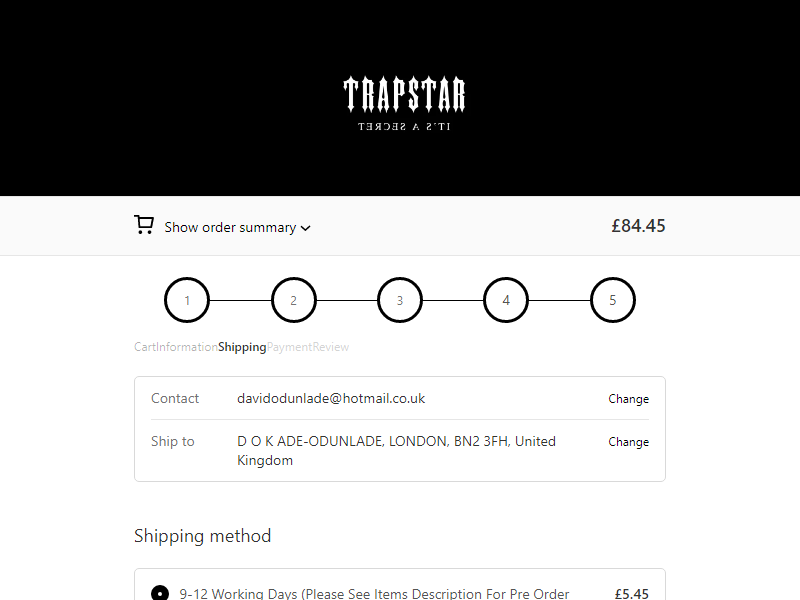 TRAPSTAR
IT'S A SECRET
Show order summary
£84.45
1 2 3 4 5
CartInformationShippingPaymentReview
Contact davidodunlade@hotmail.co.uk Change
Ship to D O K ADE-ODUNLADE, LONDON, BN2 3FH, United Change
Kingdom
Shipping method
9-12 Working Days (Please See Items Description For Pre Order £5.45